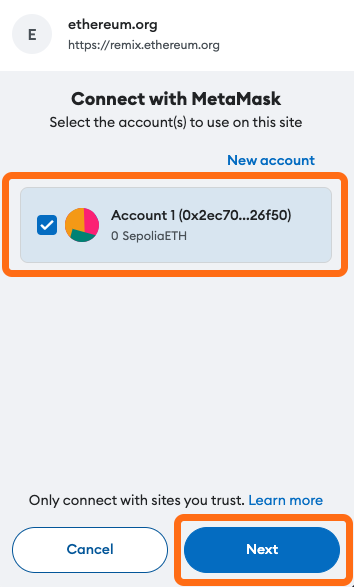 E
ethereum.org
https://remix.ethereum.org
Connect with MetaMask
Select the account(s) to use on this site
New account
Account 1 (0x2ec70...26f50)
0 SepoliaETH
Only connect with sites you trust. Learn more
Cancel
Next